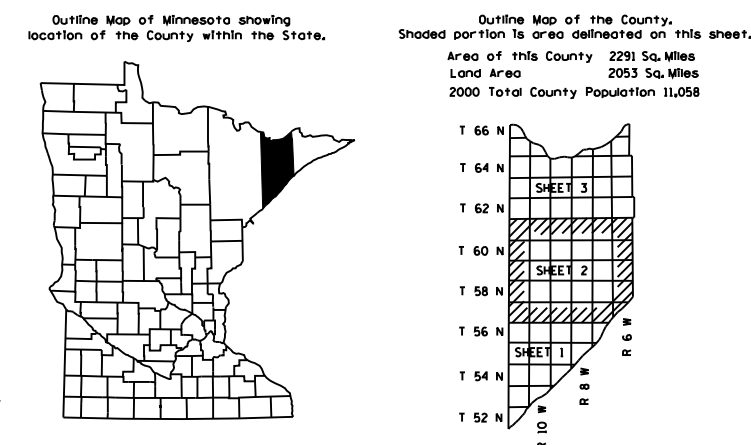 Outline Map of Minnesota showing
location of the County within the State.
Outline Map of the County.
Shaded portion is area delineated on this sheet.
Area of this County 2291 Sq. Miles
Land Area 2053 Sq. Miles
2000 Total County Population 11,058
T 66 N
T 64 N
SHEET 3
T 62 N
T 60 N
SHEET 2
T 58 N
T 56 N
R 6 W
SHEET 1
T 54 N
R 8 W
T 52 N
R 10 W